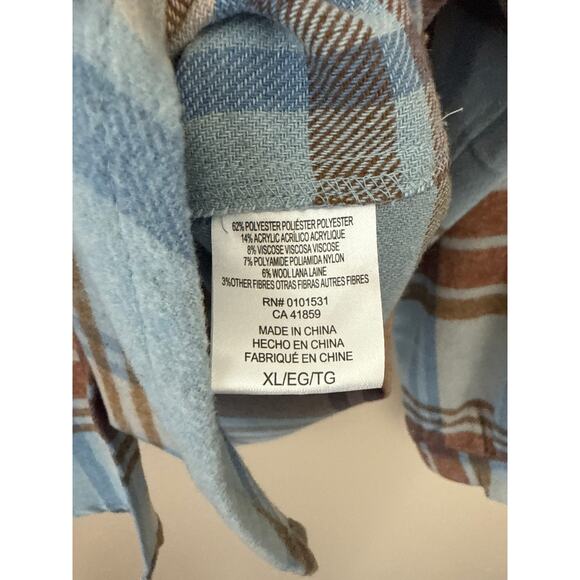 62% POLYESTER POLIÉSTER POLYESTER
14% ACRYLIC ACRÍLICO ACRYLIQUE
8% VISCOSE VISCOSA VISCOSE
7% POLYAMIDE POLIAMIDA NYLON
6% WOOL LANA LAINE
3%OTHER FIBRES OTRAS FIBRAS AUTRES FIBRES
RN# 0101531
CA 41859
MADE IN CHINA
HECHO EN CHINA
FABRIQUÉ EN CHINE
XL/EG/TG